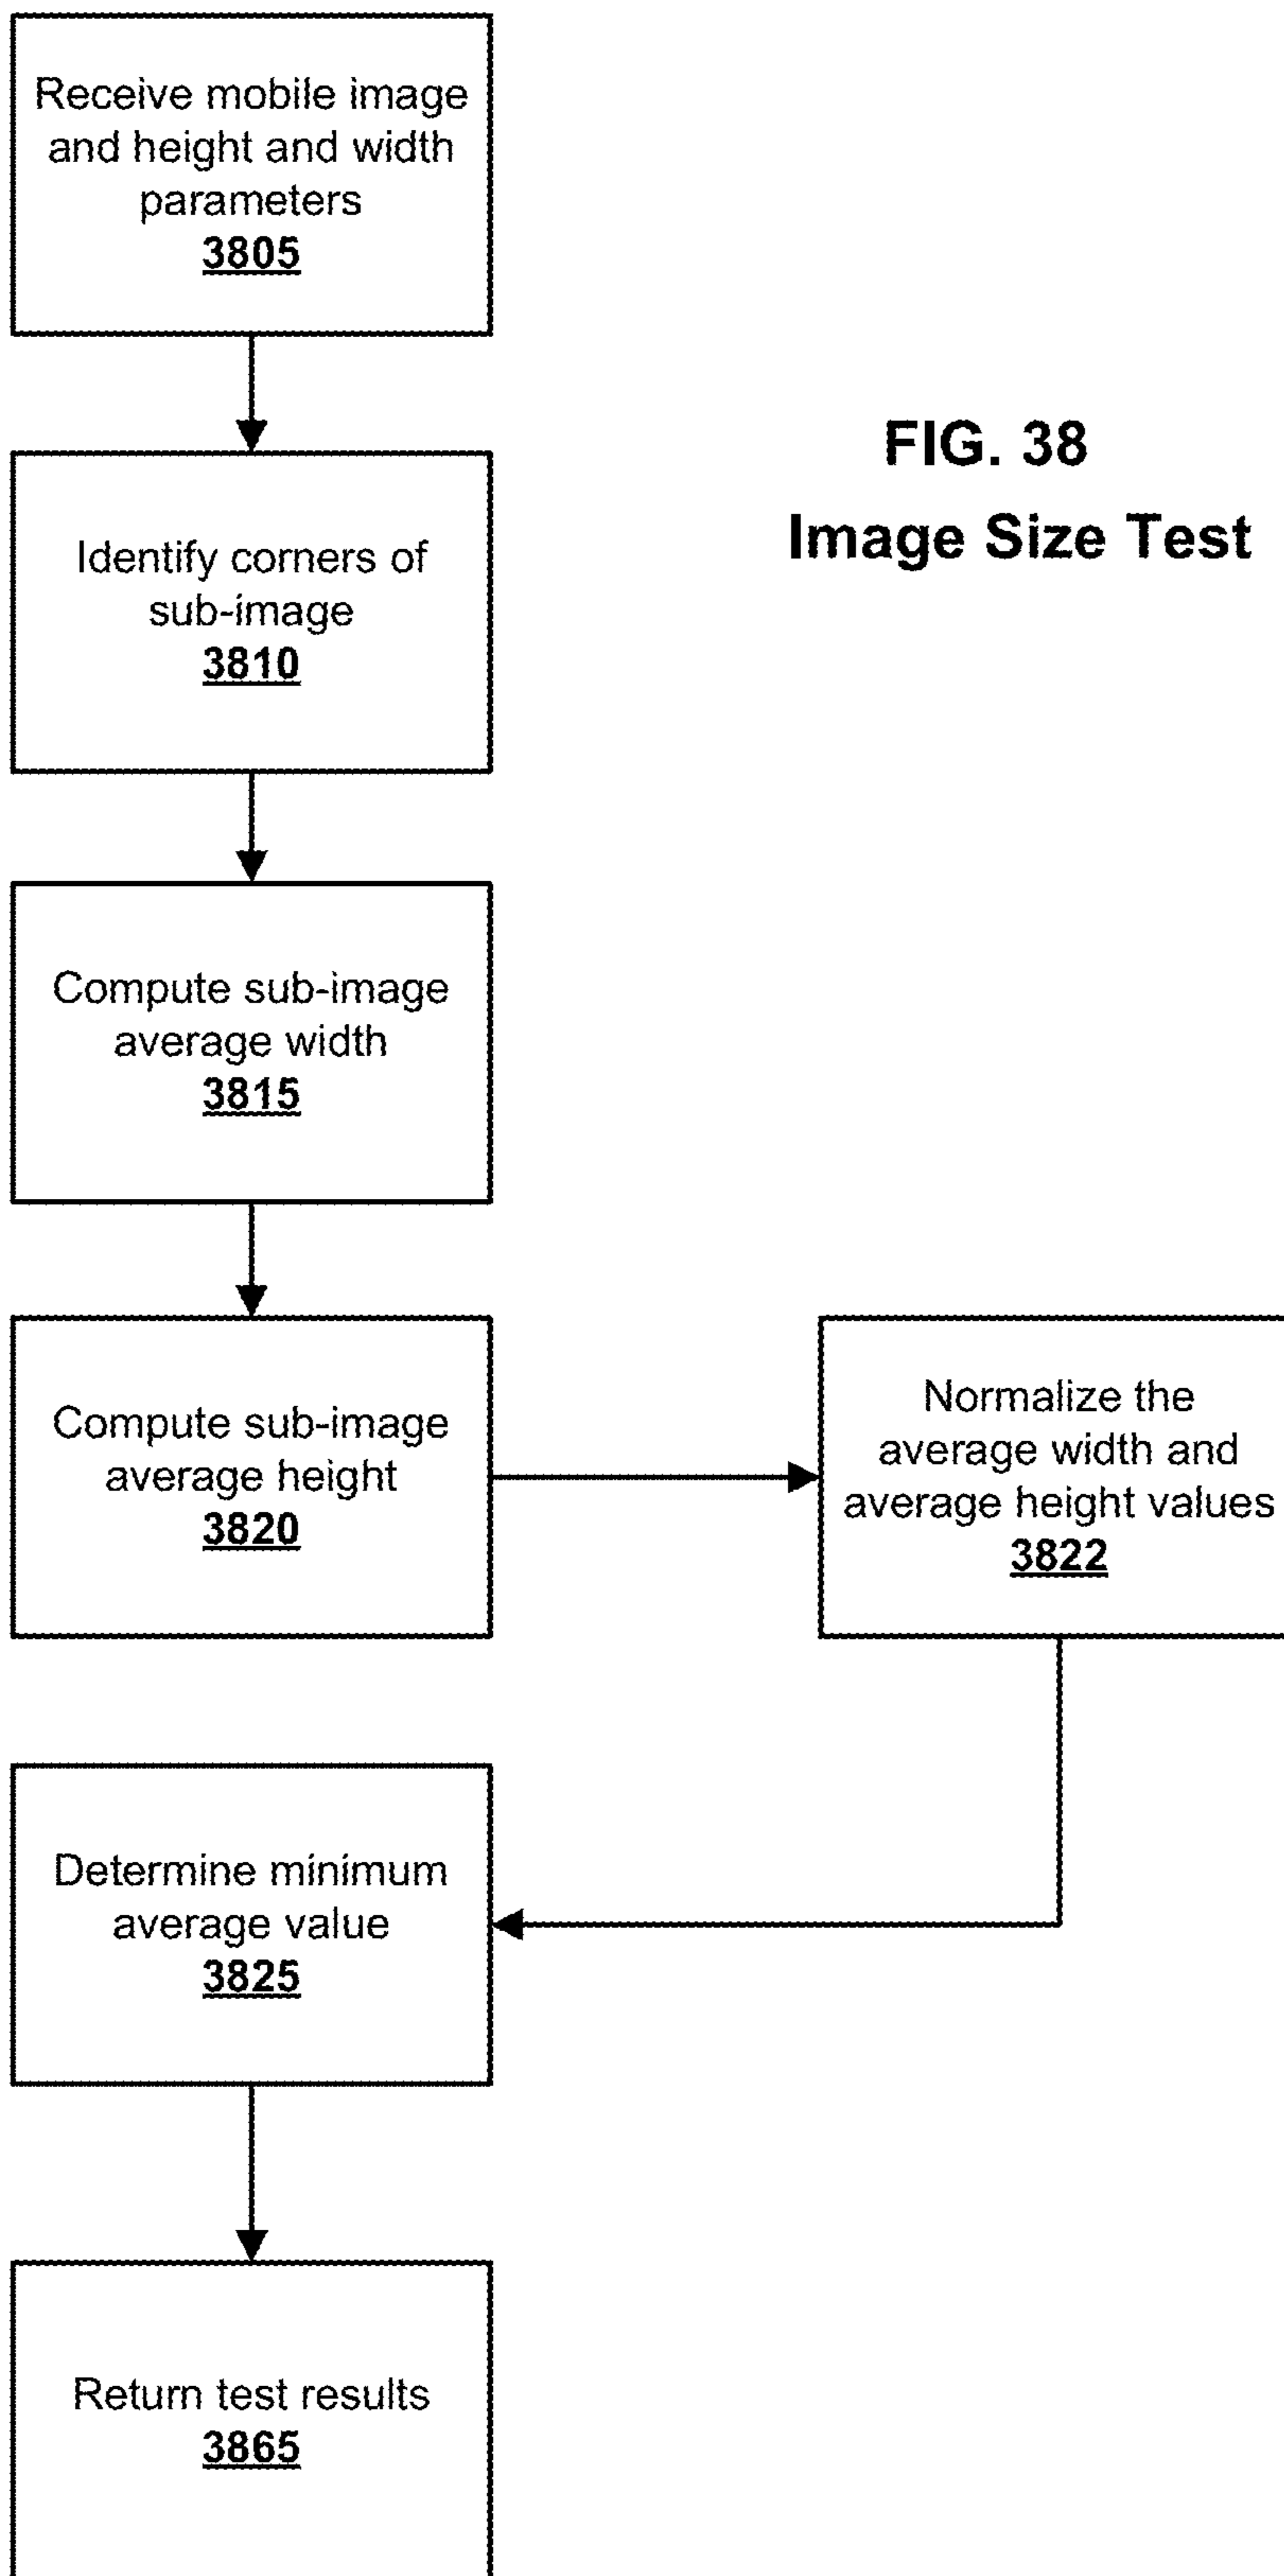 Receive mobile image
and height and width
parameters
3805
FIG. 38
Image Size Test
Identify corners of
sub-image
3810
Compute sub-image
average width
3815
Compute sub-image
average height
3820
Normalize the
average width and
average height values
3822
Determine minimum
average value
3825
Return test results
3865